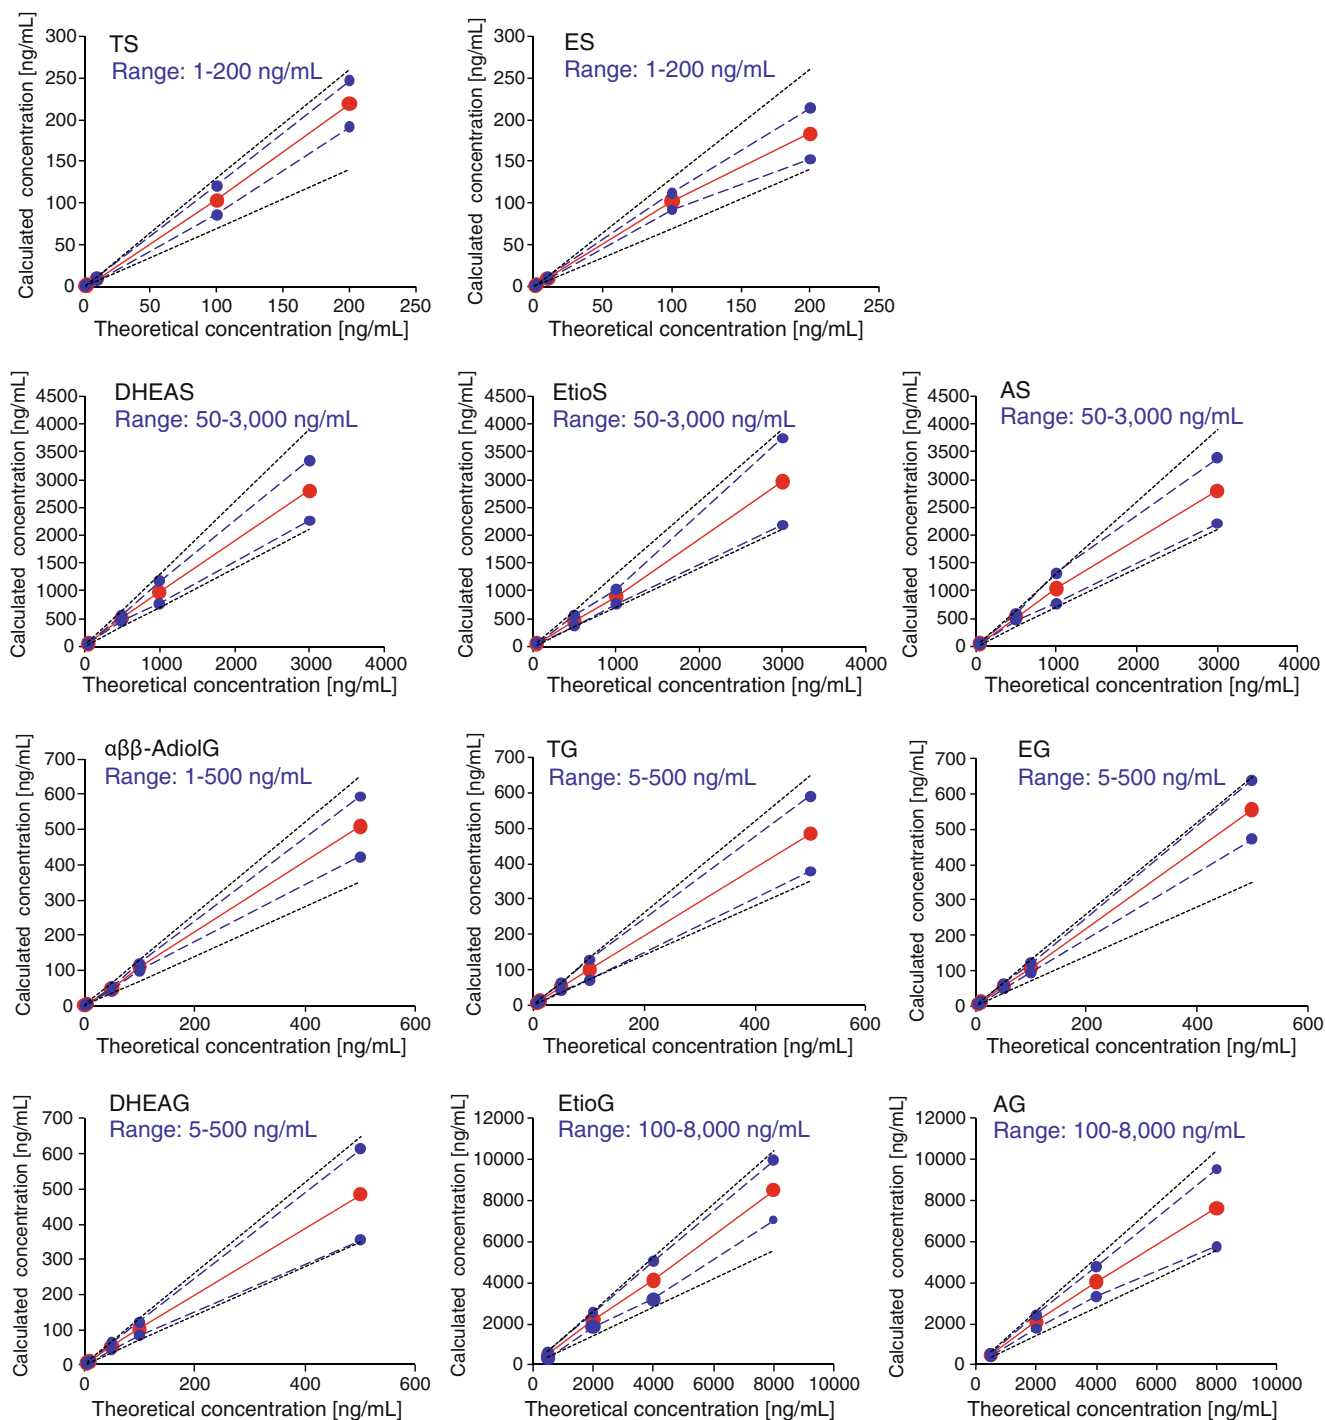 TS
Range: 1-200 ng/mL
Calculated concentration [ng/mL]
300
250
200
150
100
50
0
50 100 150 200 250
Theoretical concentration [ng/mL]
ES
Range: 1-200 ng/mL
Calculated concentration [ng/mL]
300
250
200
150
100
50
0
0 50 100 150 200 250
Theoretical concentration [ng/mL]
DHEAS
Range: 50-3,000 ng/mL
Calculated concentration [ng/mL]
4500
4000
3500
3000
2500
2000
1500
1000
500
0
0 1000 2000 3000 4000
Theoretical concentration [ng/mL]
EtioS
Range: 50-3,000 ng/mL
Calculated concentration [ng/mL]
4500
4000
3500
3000
2500
2000
1500
1000
500
0
0 1000 2000 3000 4000
Theoretical concentration [ng/mL]
AS
Range: 50-3,000 ng/mL
Calculated concentration [ng/mL]
4500
4000
3500
3000
2500
2000
1500
1000
500
0
0 1000 2000 3000 4000
Theoretical concentration [ng/mL]
αββ-AdiolG
Range: 1-500 ng/mL
Calculated concentration [ng/mL]
700
600
500
400
300
200
100
0
0 200 400 600
Theoretical concentration [ng/mL]
TG
Range: 5-500 ng/mL
Calculated concentration [ng/mL]
700
600
500
400
300
200
100
0
0 200 400 600
Theoretical concentration [ng/mL]
EG
Range: 5-500 ng/mL
Calculated concentration [ng/mL]
700
600
500
400
300
200
100
0
0 200 400 600
Theoretical concentration [ng/mL]
DHEAG
Range: 5-500 ng/mL
Calculated concentration [ng/mL]
700
600
500
400
300
200
100
0
0 200 400 600
Theoretical concentration [ng/mL]
EtioG
Range: 100-8,000 ng/mL
Calculated concentration [ng/mL]
12000
10000
8000
6000
4000
2000
0
0 2000 4000 6000 8000 10000
Theoretical concentration [ng/mL]
AG
Range: 100-8,000 ng/mL
Calculated concentration [ng/mL]
12000
10000
8000
6000
4000
2000
0
0 2000 4000 6000 8000 10000
Theoretical concentration [ng/mL]